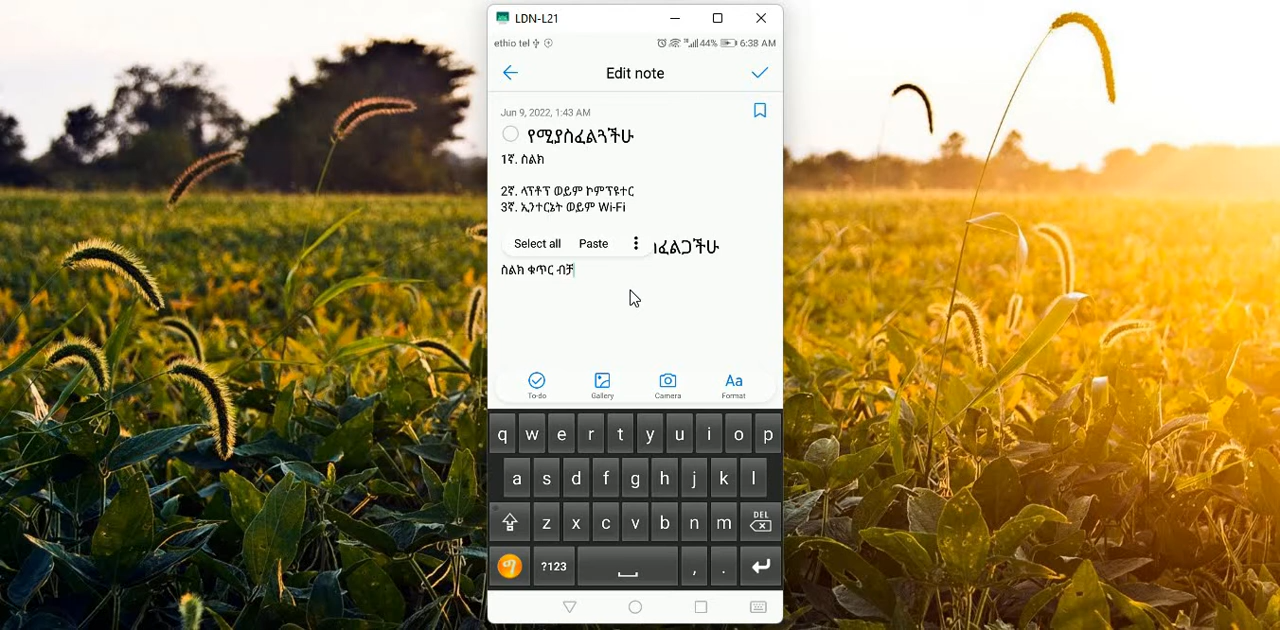 LDN-L21
ethio tel 44% 6:38 AM
Edit note
Jun 9, 2022, 1:43 AM
የሚያስፈልጓችሁ
1ኛ. ስልክ
2ኛ. ላፕቶፕ ወይም ኮምፕዩተር
3ኛ. ኢንተርኔት ወይም Wi-Fi
Select all Paste
ስልክ ቁጥር ብቻ
To-do Gallery Camera Aa Format
q w e r t y u i o p
a s d f g h j k l
z x c v b n m DEL
ግ ?123 , .